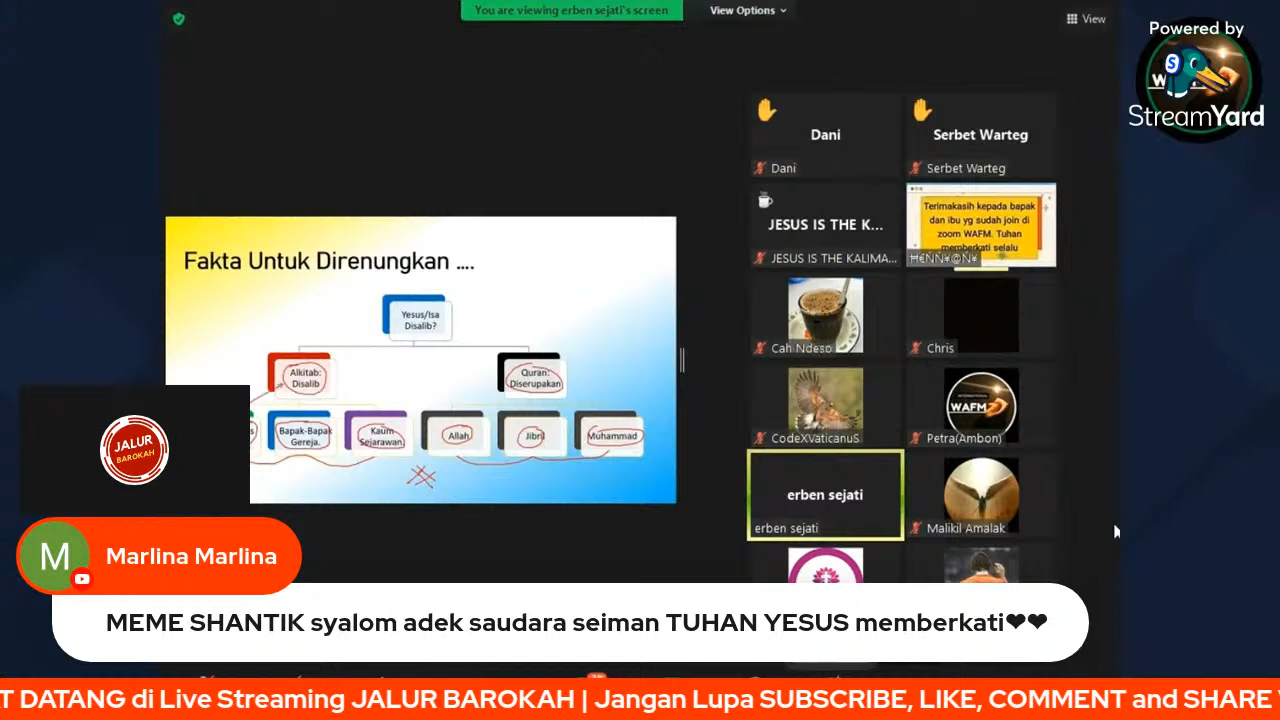 You are viewing erben sejati's screen
View Options
View
Powered by
StreamYard
Dani
Serbet Warteg
Dani
Serbet Warteg
JESUS IS THE K...
JESUS IS THE KALIMA...
Terimakasih kepada bapak
dan ibu yg sudah join di
zoom WAFM. Tuhan
memberkati selalu
Fakta Untuk Direnungkan ....
Yesus/Isa
Disalib?
Alkitab:
Disalib
Quran:
Diserupakan
Bapak-Bapak
Gereja.
Kaum
Sejarawan
Allah
Jibril
Muhammad
Cah Ndeso
Chris
CodeXVaticanuS
WAFM
Petra(Ambon)
erben sejati
erben sejati
Malikil Amalak
JALUR
BAROKAH
M
Marlina Marlina
MEME SHANTIK syalom adek saudara seiman TUHAN YESUS memberkati❤❤
T DATANG di Live Streaming JALUR BAROKAH | Jangan Lupa SUBSCRIBE, LIKE, COMMENT and SHARE